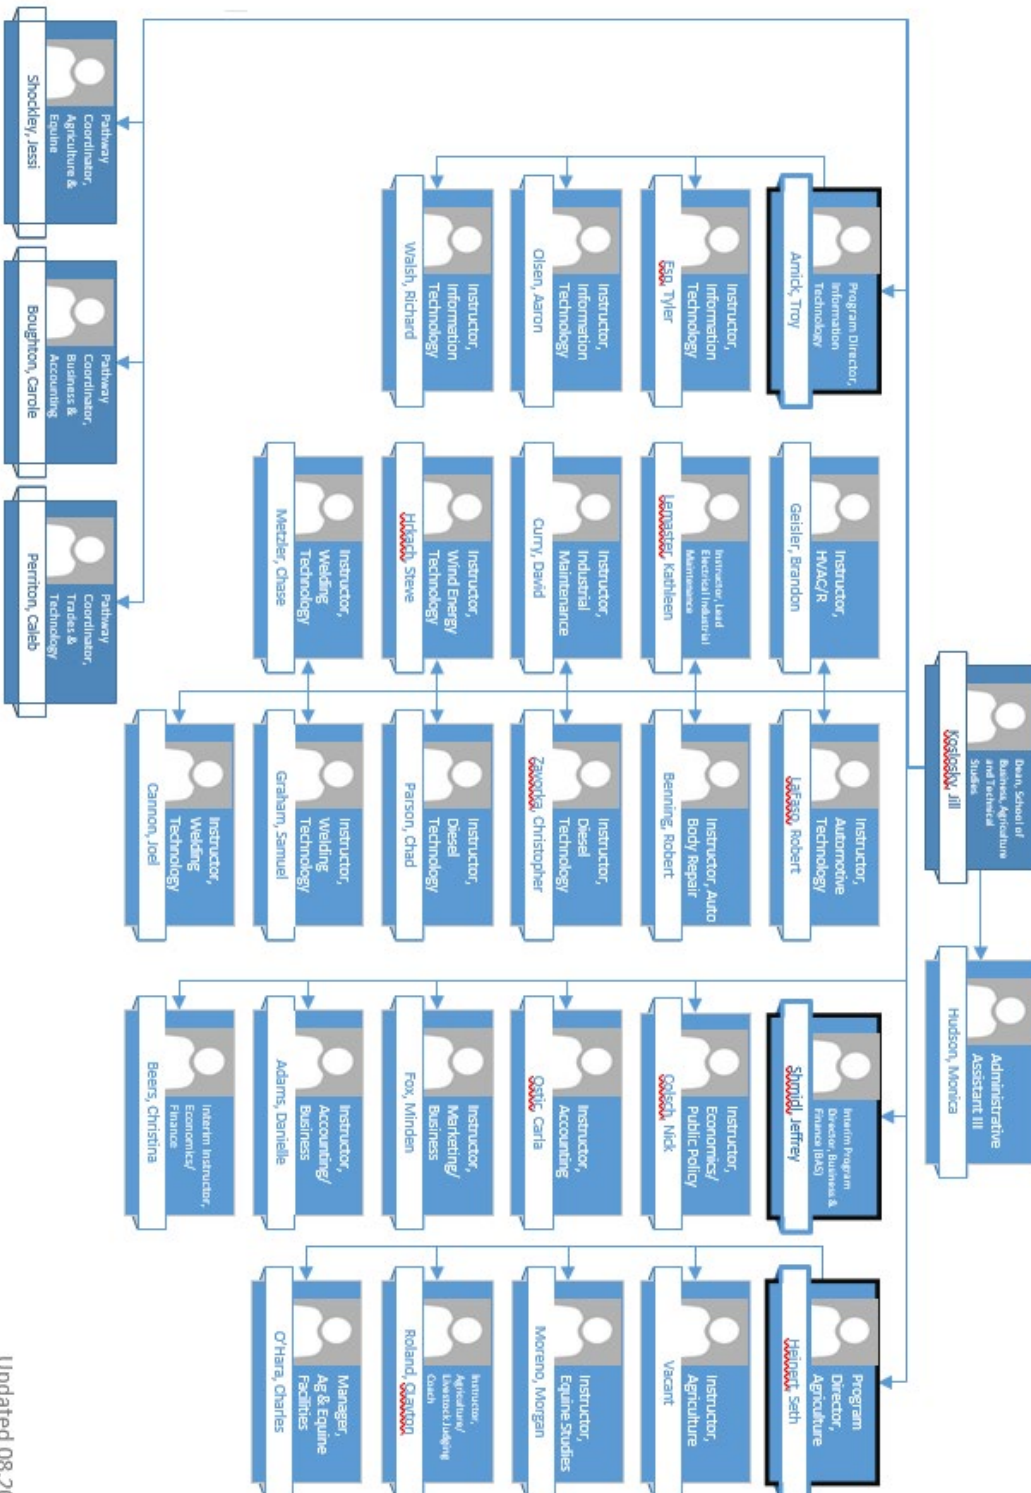 Dean, School of
Business, Agriculture
and Technical
Studies
Koslosky, Jill
Administrative
Assistant III
Hudson, Monica
Program Director,
Information
Technology
Amick, Troy
Instructor,
Information
Technology
Esp, Tyler
Instructor,
Information
Technology
Olsen, Aaron
Instructor,
Information
Technology
Walsh, Richard
Instructor,
HVAC/R
Geisler, Brandon
Instructor, Lead
Electrical Industrial
Maintenance
Lemaster, Kathleen
Instructor,
Industrial
Maintenance
Curry, David
Instructor,
Wind Energy
Technology
Hrkach, Steve
Instructor,
Welding
Technology
Metzler, Chase
Instructor,
Automotive
Technology
LaFaso, Robert
Instructor, Auto
Body Repair
Benning, Robert
Instructor,
Diesel
Technology
Zavorka, Christopher
Instructor,
Diesel
Technology
Parson, Chad
Instructor,
Welding
Technology
Graham, Samuel
Instructor,
Welding
Technology
Cannon, Joel
Interim Program
Director, Business &
Finance (BAS)
Shmidl, Jeffrey
Instructor,
Economics/
Public Policy
Colsch, Nick
Instructor,
Accounting
Ostic, Carla
Instructor,
Marketing/
Business
Fox, Minden
Instructor,
Accounting/
Business
Adams, Danielle
Interim Instructor,
Economics/
Finance
Beers, Christina
Program
Director,
Agriculture
Heinert, Seth
Instructor,
Agriculture
Vacant
Instructor,
Equine Studies
Moreno, Morgan
Instructor,
Agriculture/
Livestock Judging
Coach
Roland, Clayton
Manager,
Ag & Equine
Facilities
O'Hara, Charles
Pathway
Coordinator,
Agriculture &
Equine
Shockley, Jessi
Pathway
Coordinator,
Business &
Accounting
Boughton, Carole
Pathway
Coordinator,
Trades &
Technology
Perriton, Caleb
Updated 08-20